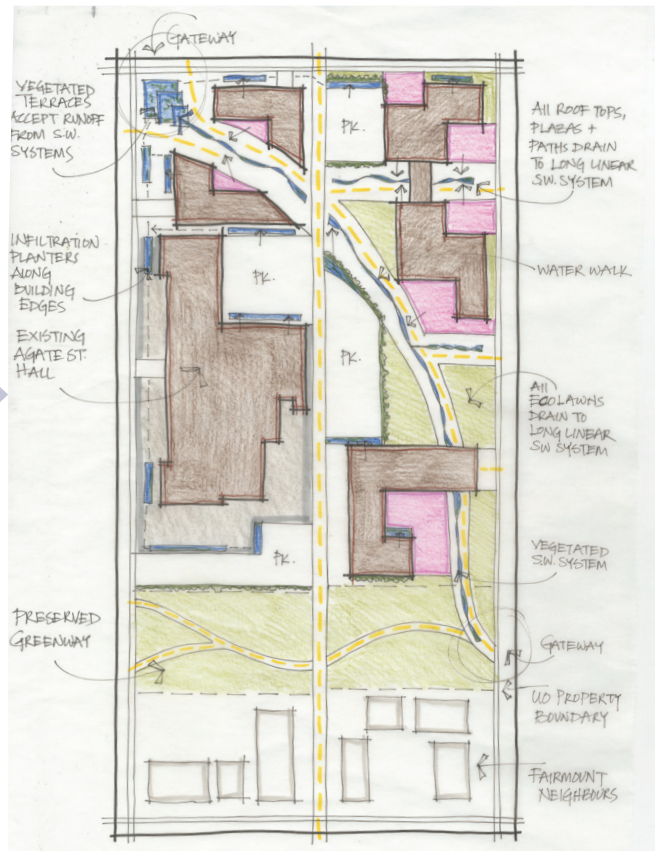 GATEWAY
VEGETATED
TERRACES
ACCEPT RUNOFF
FROM S.W.
SYSTEMS
INFILTRATION
PLANTERS
ALONG
BUILDING
EDGES
EXISTING
AGATE ST.
HALL
PRESERVED
GREENWAY
PK.
PK.
PK.
PK.
All ROOF TOPS,
PLAZAS +
PATHS DRAIN
TO LONG LINEAR
S.W. SYSTEM
WATER WALK
All
ECOLAWNS
DRAIN TO
LONG LINEAR
SW SYSTEM
VEGETATED
S.W. SYSTEM
GATEWAY
UO PROPERTY
BOUNDARY
FAIRMOUNT
NEIGHBOURS